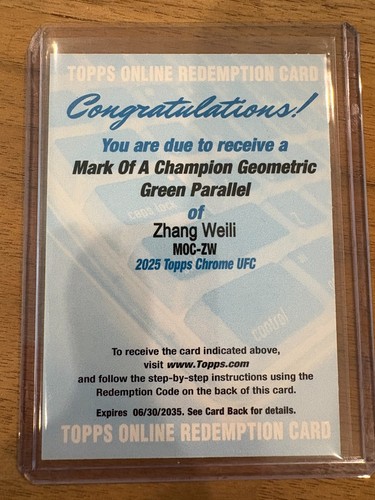 TOPPS ONLINE REDEMPTION CARD
Congratulations!
You are due to receive a
Mark Of A Champion Geometric
Green Parallel
of
Zhang Weili
MOC-ZW
2025 Topps Chrome UFC
caps lock
control
To receive the card indicated above,
visit www.Topps.com
and follow the step-by-step instructions using the
Redemption Code on the back of this card.
Expires 06/30/2035. See Card Back for details.
TOPPS ONLINE REDEMPTION CARD